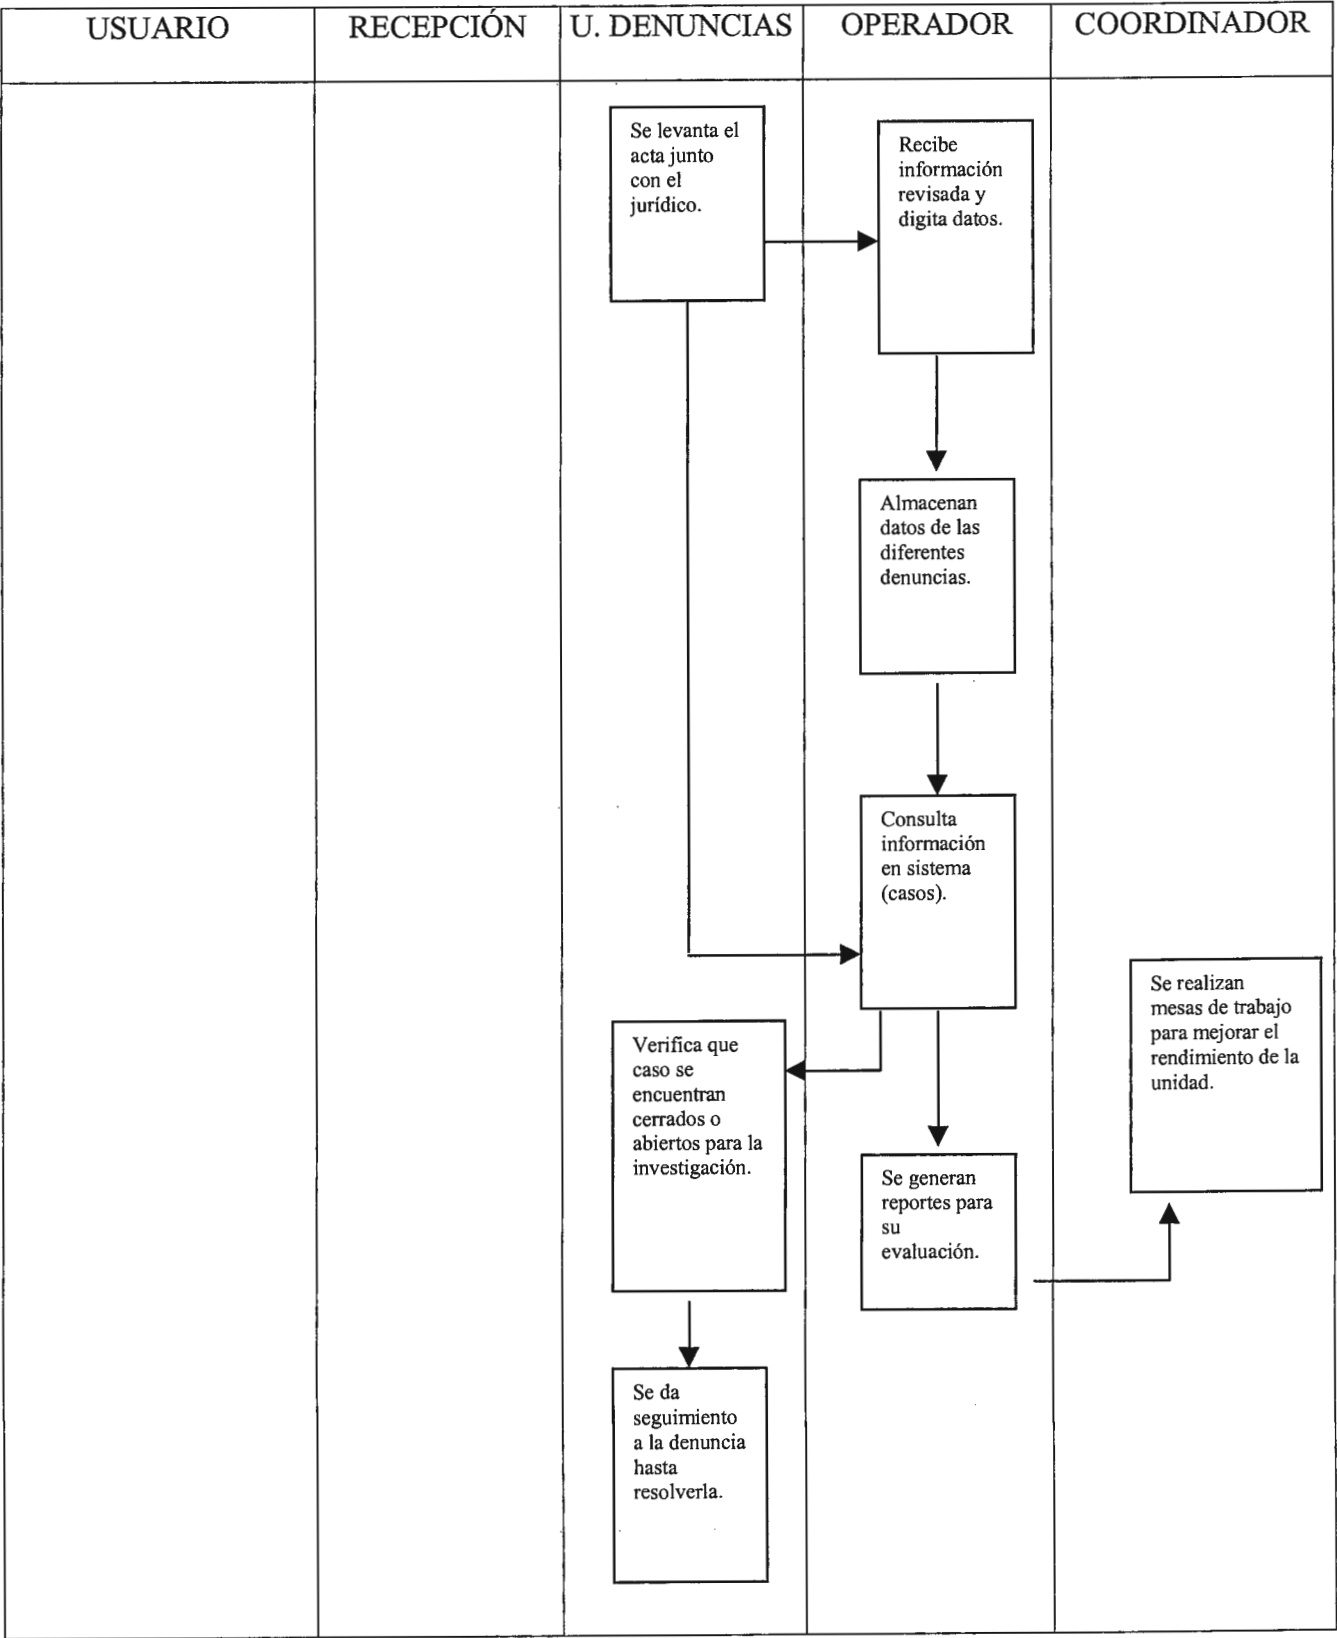 USUARIO
RECEPCIÓN
U. DENUNCIAS
OPERADOR
COORDINADOR
Se levanta el
acta junto
con el
jurídico.
Recibe
información
revisada y
digita datos.
Almacenan
datos de las
diferentes
denuncias.
Consulta
información
en sistema
(casos).
Verifica que
caso se
encuentran
cerrados o
abiertos para la
investigación.
Se generan
reportes para
su
evaluación.
Se realizan
mesas de trabajo
para mejorar el
rendimiento de la
unidad.
Se da
seguimiento
a la denuncia
hasta
resolverla.